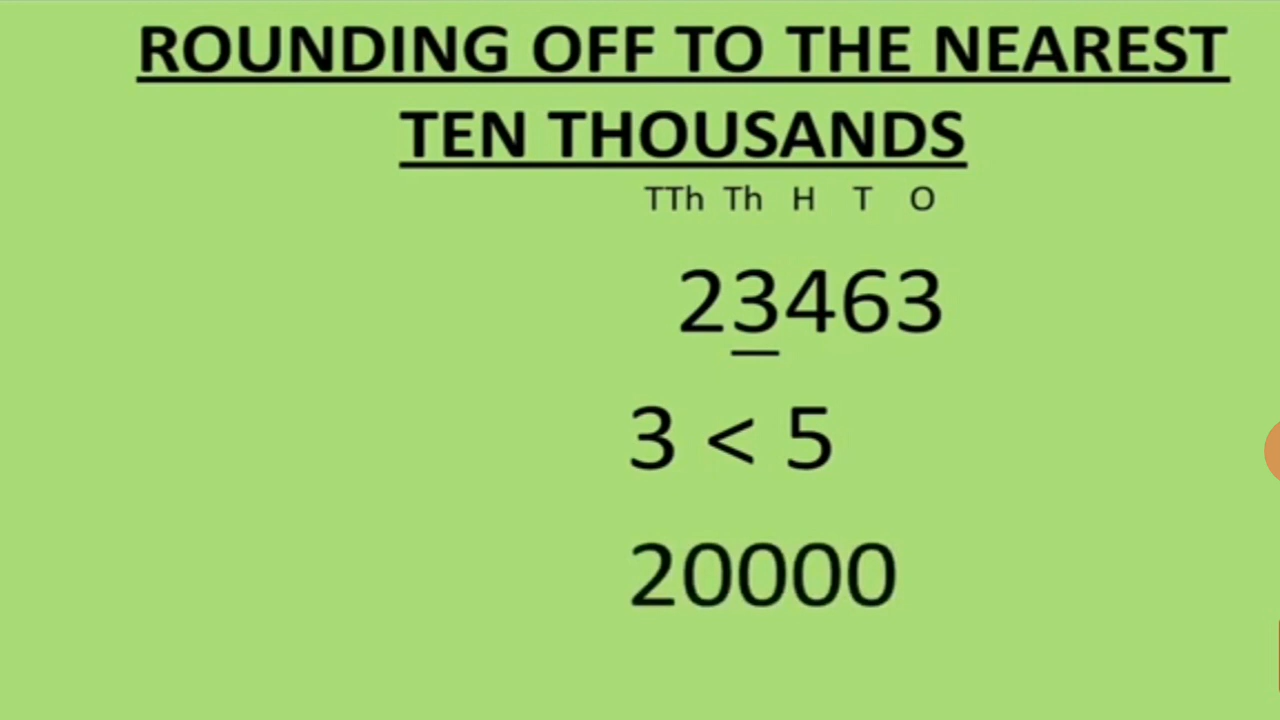 ROUNDING OFF TO THE NEAREST
TEN THOUSANDS
TTh Th H T O
23463
3 < 5
20000